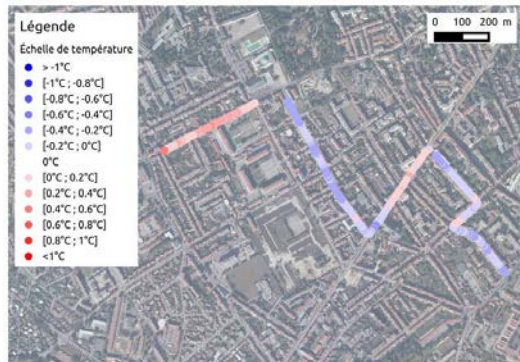 Légende
Échelle de température
> -1°C
[-1°C ; -0.8°C]
[-0.8°C ; -0.6°C]
[-0.6°C ; -0.4°C]
[-0.4°C ; -0.2°C]
[-0.2°C ; 0°C]
0°C
[0°C ; 0.2°C]
[0.2°C ; 0.4°C]
[0.4°C ; 0.6°C]
[0.6°C ; 0.8°C]
[0.8°C ; 1°C]
<1°C
0 100 200 m